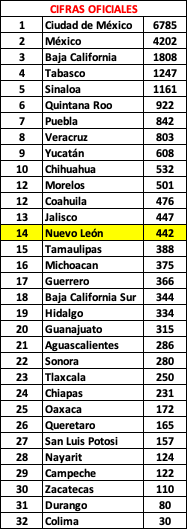 CIFRAS OFICIALES
1 Ciudad de México 6785
2 México 4202
3 Baja California 1808
4 Tabasco 1247
5 Sinaloa 1161
6 Quintana Roo 922
7 Puebla 842
8 Veracruz 803
9 Yucatán 608
10 Chihuahua 532
12 Morelos 501
12 Coahuila 476
13 Jalisco 447
14 Nuevo León 442
15 Tamaulipas 388
16 Michoacan 375
17 Guerrero 366
18 Baja California Sur 344
19 Hidalgo 334
20 Guanajuato 315
21 Aguascalientes 286
22 Sonora 280
23 Tlaxcala 250
24 Chiapas 231
25 Oaxaca 172
26 Queretaro 165
27 San Luis Potosi 157
28 Nayarit 124
29 Campeche 122
30 Zacatecas 110
31 Durango 80
32 Colima 30